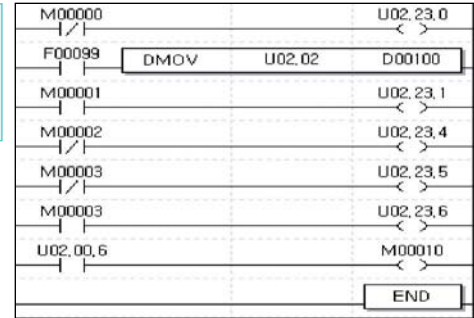 M00000 U02,23,0
F00099 DMOV U02,02 D00100
M00001 U02,23,1
M00002 U02,23,4
M00003 U02,23,5
M00003 U02,23,6
U02,00,6 M00010
END